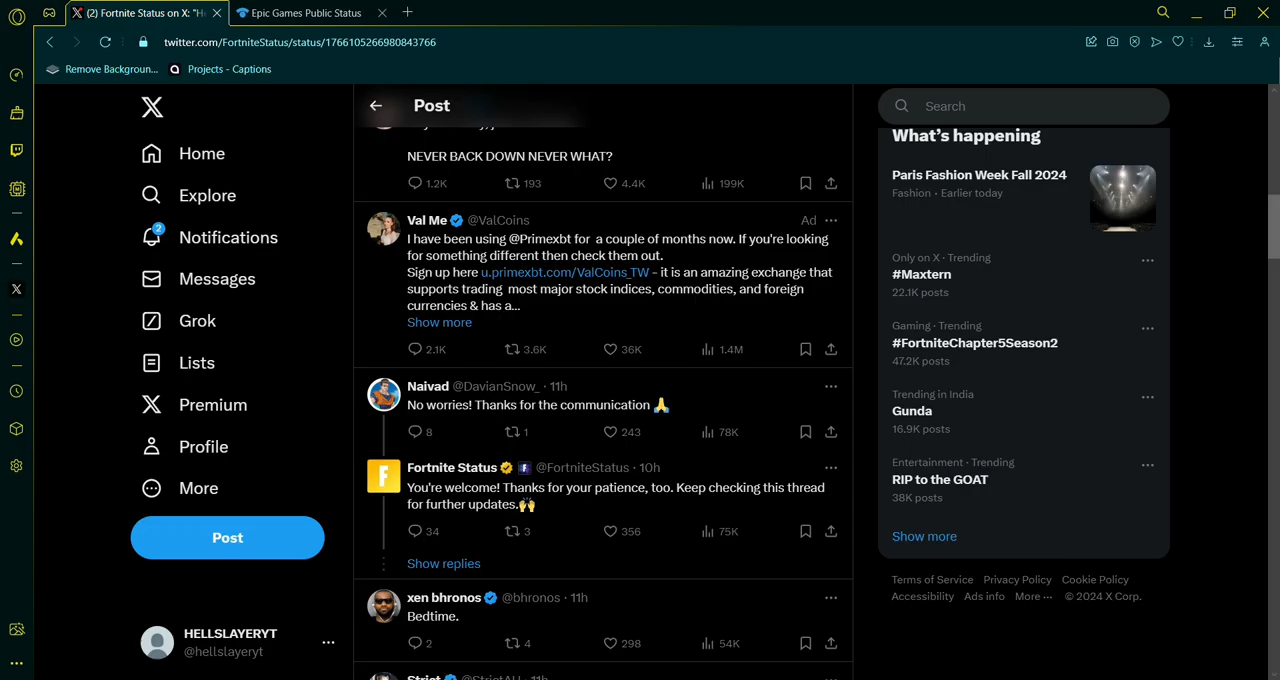 (2) Fortnite Status on X: "He
Epic Games Public Status
twitter.com/FortniteStatus/status/1766105266980843766
Remove Backgroun...
Projects - Captions
Home
Explore
2
Notifications
Messages
Grok
Lists
Premium
Profile
More
Post
HELLSLAYERYT
@hellslayeryt
Post
NEVER BACK DOWN NEVER WHAT?
1.2K 193 4.4K 199K
Val Me @ValCoins Ad
I have been using @Primexbt for a couple of months now. If you're looking
for something different then check them out.
Sign up here u.primexbt.com/ValCoins_TW - it is an amazing exchange that
supports trading most major stock indices, commodities, and foreign
currencies & has a...
Show more
2.1K 3.6K 36K 1.4M
Naivad @DavianSnow_ · 11h
No worries! Thanks for the communication 🙏
8 1 243 78K
Fortnite Status @FortniteStatus · 10h
You're welcome! Thanks for your patience, too. Keep checking this thread
for further updates.🙌
34 3 356 75K
Show replies
xen bhronos @bhronos · 11h
Bedtime.
2 4 298 54K
Search
What's happening
Paris Fashion Week Fall 2024
Fashion · Earlier today
Only on X · Trending
#Maxtern
22.1K posts
Gaming · Trending
#FortniteChapter5Season2
47.2K posts
Trending in India
Gunda
16.9K posts
Entertainment · Trending
RIP to the GOAT
38K posts
Show more
Terms of Service Privacy Policy Cookie Policy
Accessibility Ads info More ··· © 2024 X Corp.